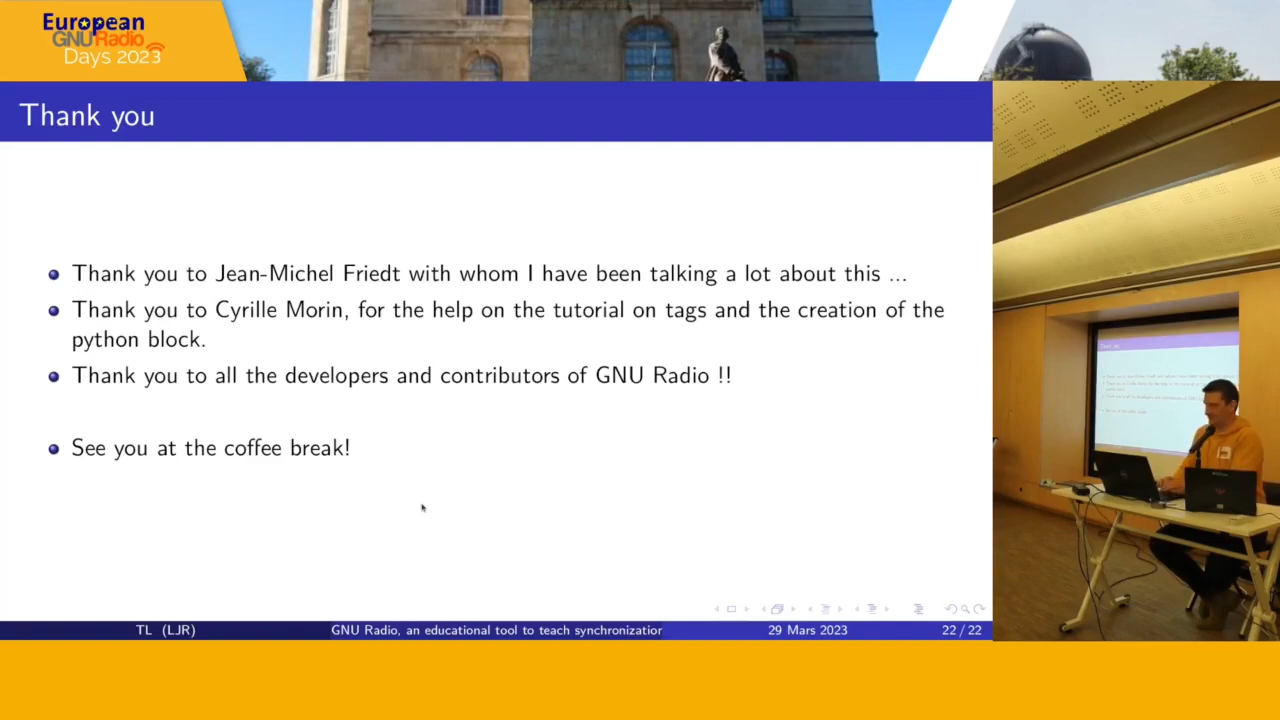 European
GNU Radio
Days 2023
Thank you
Thank you to Jean-Michel Friedt with whom I have been talking a lot about this ...
Thank you to Cyrille Morin, for the help on the tutorial on tags and the creation of the
python block.
Thank you to all the developers and contributors of GNU Radio !!
See you at the coffee break!
TL (LJR)
GNU Radio, an educational tool to teach synchronization
29 Mars 2023
22 / 22